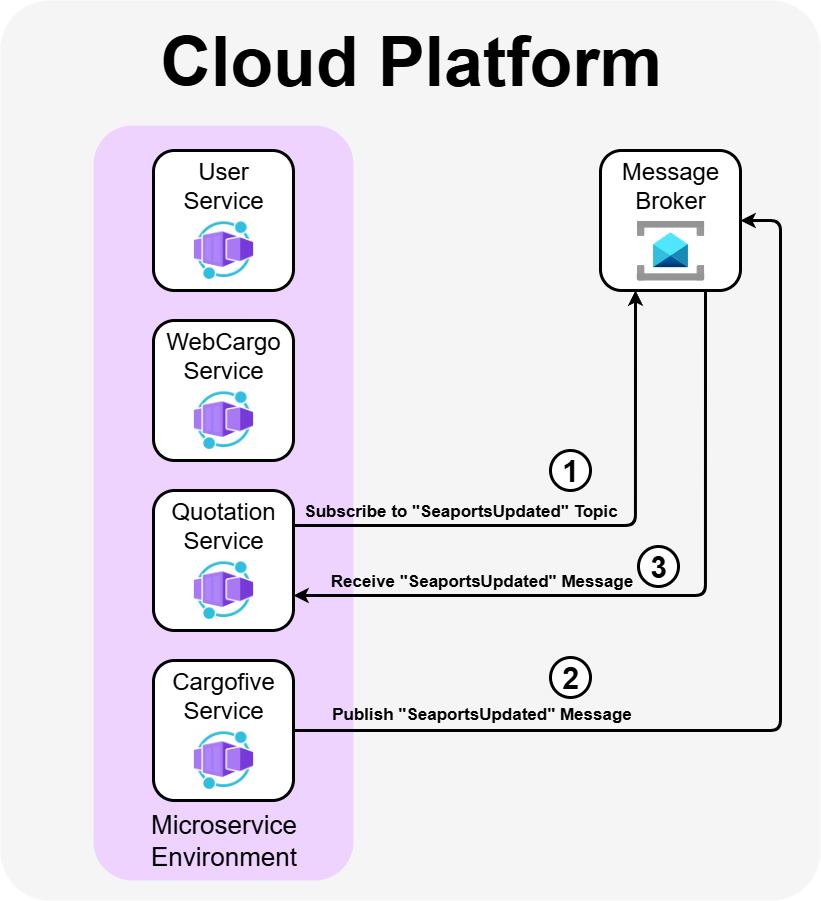 Cloud Platform
User
Service
Message
Broker
WebCargo
Service
1
Quotation
Service
Subscribe to "SeaportsUpdated" Topic
3
Receive "SeaportsUpdated" Message
Cargofive
Service
2
Publish "SeaportsUpdated" Message
Microservice
Environment